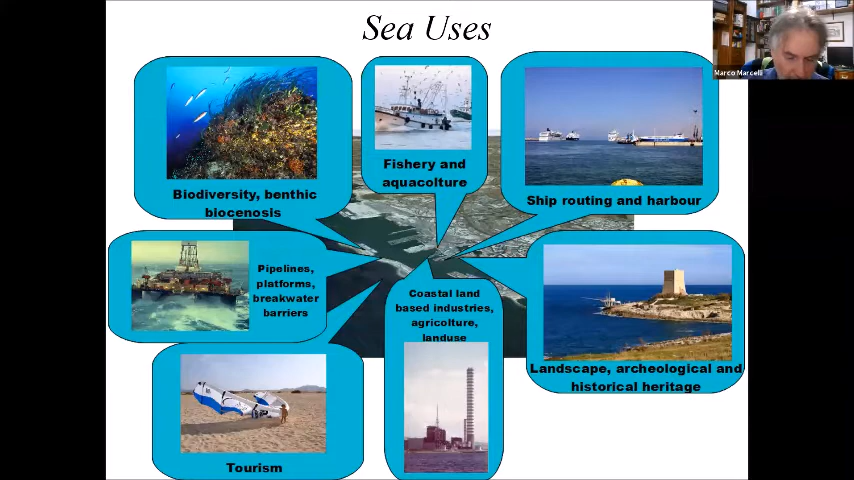 Sea Uses
Marco Marcelli
Biodiversity, benthic
biocenosis
Fishery and
aquacolture
Ship routing and harbour
Pipelines,
platforms,
breakwater
barriers
Coastal land
based industries,
agricolture,
landuse
Landscape, archeological and
historical heritage
Tourism